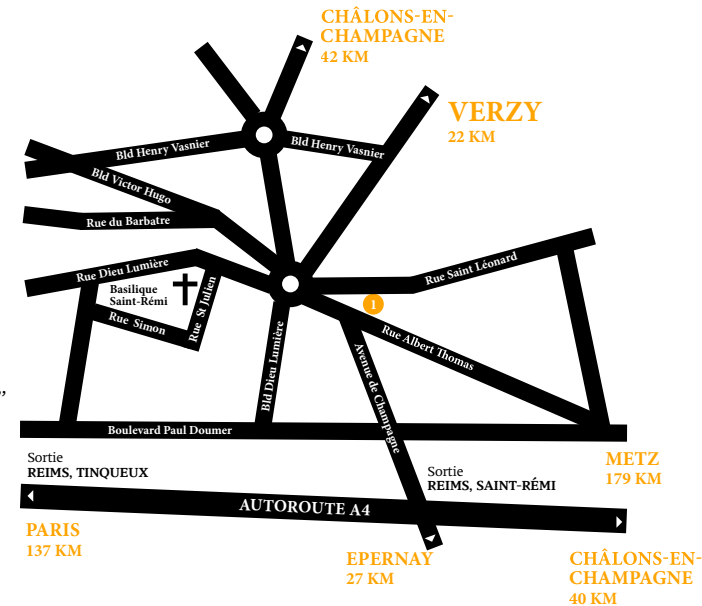 CHÂLONS-EN-
CHAMPAGNE
42 KM
VERZY
22 KM
Bld Henry Vasnier
Bld Henry Vasnier
Bld Victor Hugo
Rue du Barbatre
Rue Dieu Lumière
Rue Saint Léonard
Basilique
Saint-Rémi
Rue St Julien
Rue Simon
1
Bld Dieu Lumière
Rue Albert Thomas
Avenue de Champagne
”
Boulevard Paul Doumer
Sortie
REIMS, TINQUEUX
Sortie
REIMS, SAINT-RÉMI
METZ
179 KM
AUTOROUTE A4
PARIS
137 KM
EPERNAY
27 KM
CHÂLONS-EN-
CHAMPAGNE
40 KM